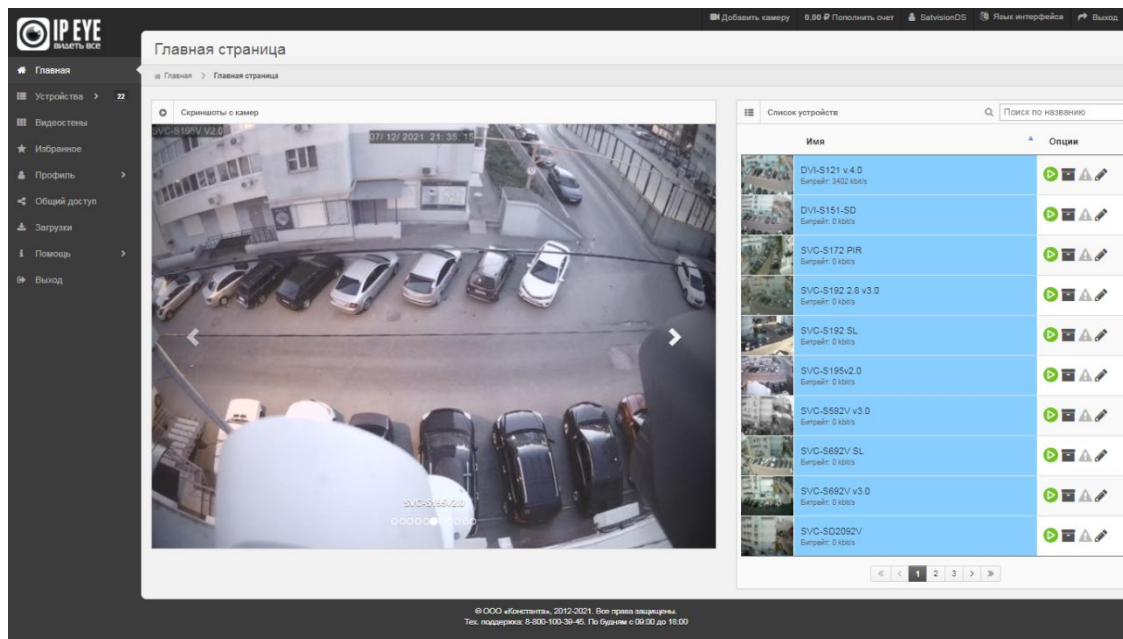 Добавить камеру 0.00 ₽ Пополнить счет SatvisionDS Язык интерфейса Выход
IP EYE
ВИДЕТЬ ВСЕ
Главная
Устройства 22
Видеостены
Избранное
Профиль
Общий доступ
Загрузки
Помощь
Выход
Главная страница
Главная > Главная страница
Скриншоты с камер
SVC-S195V V2.0 07/12/2021 21:35:15
SVC-S195v2.0
Список устройств Поиск по названию
Имя Опции
DVI-S121 v.4.0
Битрейт: 3402 kbit/s
DVI-S151-SD
Битрейт: 0 kbit/s
SVC-S172 PIR
Битрейт: 0 kbit/s
SVC-S192 2.8 v3.0
Битрейт: 0 kbit/s
SVC-S192 SL
Битрейт: 0 kbit/s
SVC-S195v2.0
Битрейт: 0 kbit/s
SVC-S592V v3.0
Битрейт: 0 kbit/s
SVC-S692V SL
Битрейт: 0 kbit/s
SVC-S692V v3.0
Битрейт: 0 kbit/s
SVC-SD2092V
Битрейт: 0 kbit/s
« < 1 2 3 > »
© ООО «Константа», 2012-2021. Все права защищены.
Тех. поддержка: 8-800-100-39-45. По будням с 09:00 до 18:00